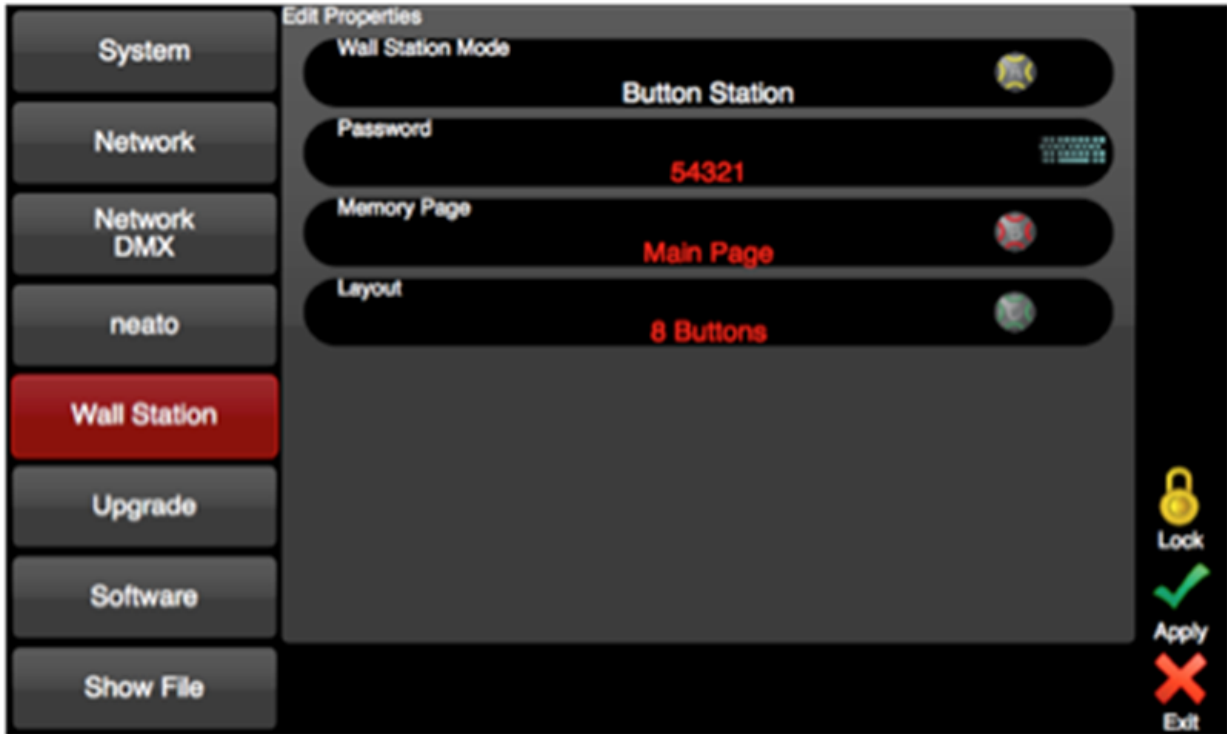 System
Network
Network
DMX
neato
Wall Station
Upgrade
Software
Show File
Edit Properties
Wall Station Mode
Button Station
Password
54321
Memory Page
Main Page
Layout
8 Buttons
Lock
Apply
Exit